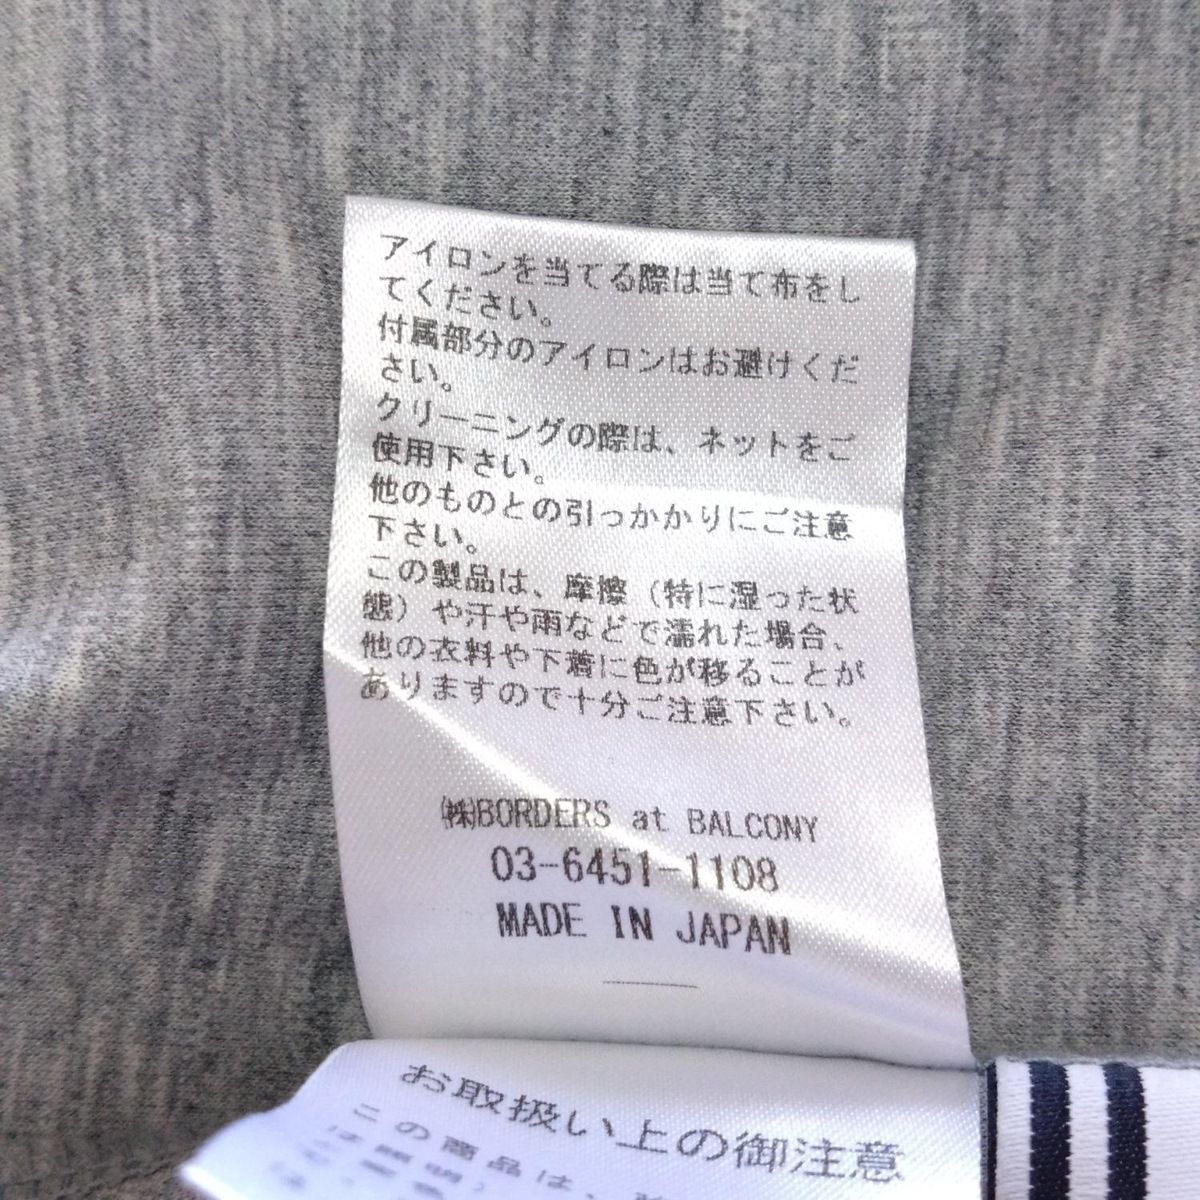 アイロンを当てる際は当て布をし
てください。
付属部分のアイロンはお避けくだ
さい。
クリーニングの際は、ネットをご
使用下さい。
他のものとの引っかかりにご注意
下さい。
この製品は、摩擦（特に湿った状
態）や汗や雨などで濡れた場合、
他の衣料や下着に色が移ることが
ありますので十分ご注意下さい。
㈱BORDERS at BALCONY
03-6451-1108
MADE IN JAPAN
お取扱い上の御注意
この商品は、